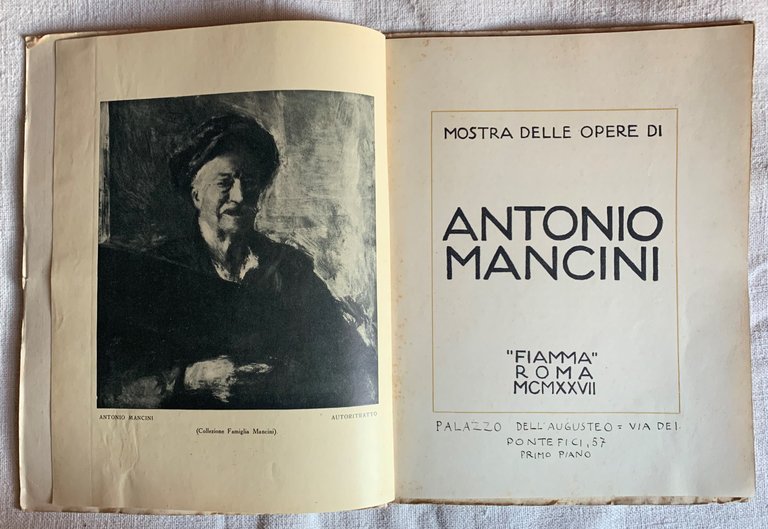 ANTONIO MANCINI AUTORITRATTO
(Collezione Famiglia Mancini).
MOSTRA DELLE OPERE DI
ANTONIO
MANCINI
"FIAMMA"
ROMA
MCMXXVII
PALAZZO DELL'AUGUSTEO = VIA DEI
PONTEFICI, 57
PRIMO PIANO